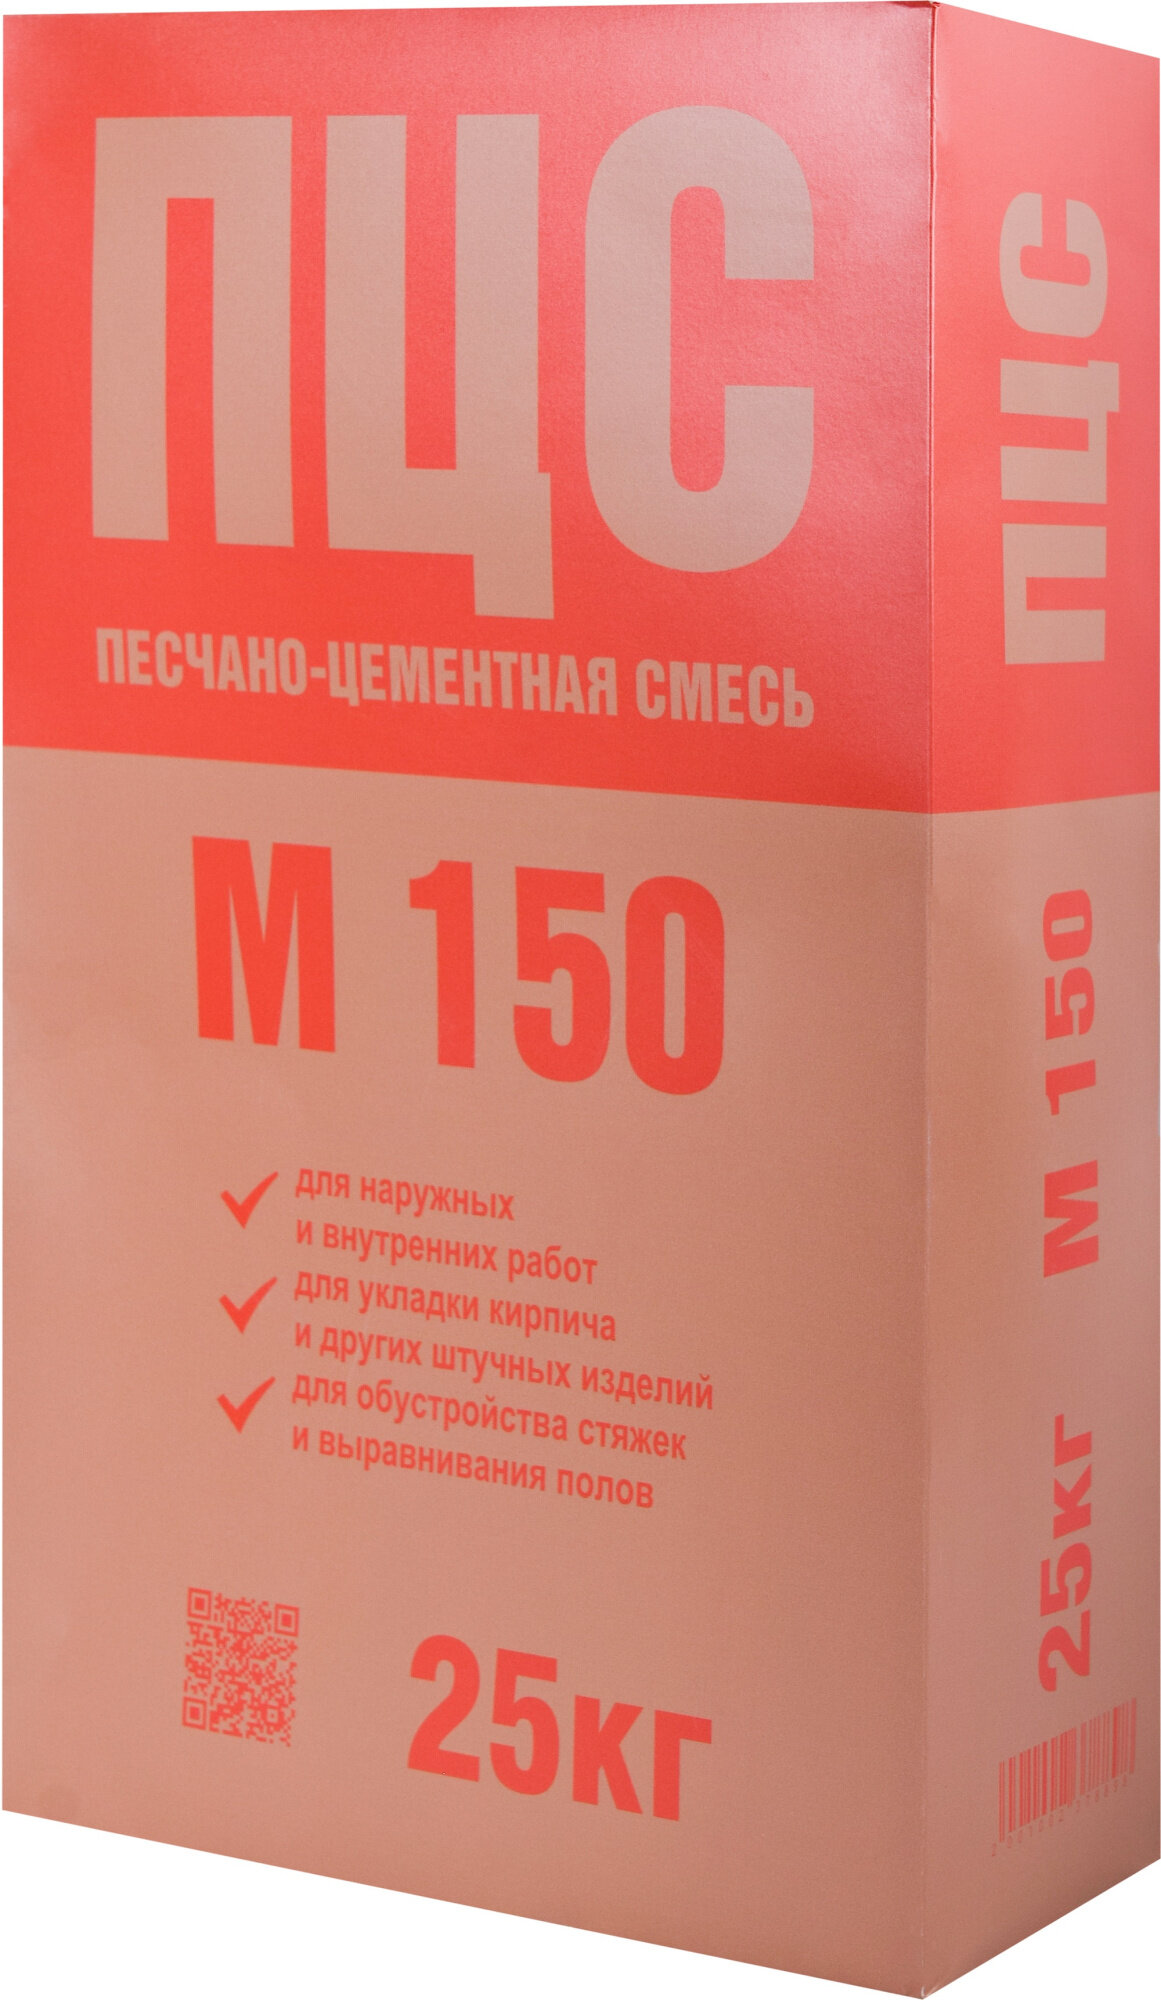 ПЦС
ПЕСЧАНО-ЦЕМЕНТНАЯ СМЕСЬ
М 150
для наружных
и внутренних работ
для укладки кирпича
и других штучных изделий
для обустройства стяжек
и выравнивания полов
25кг
ПЦС
М 150
25кг